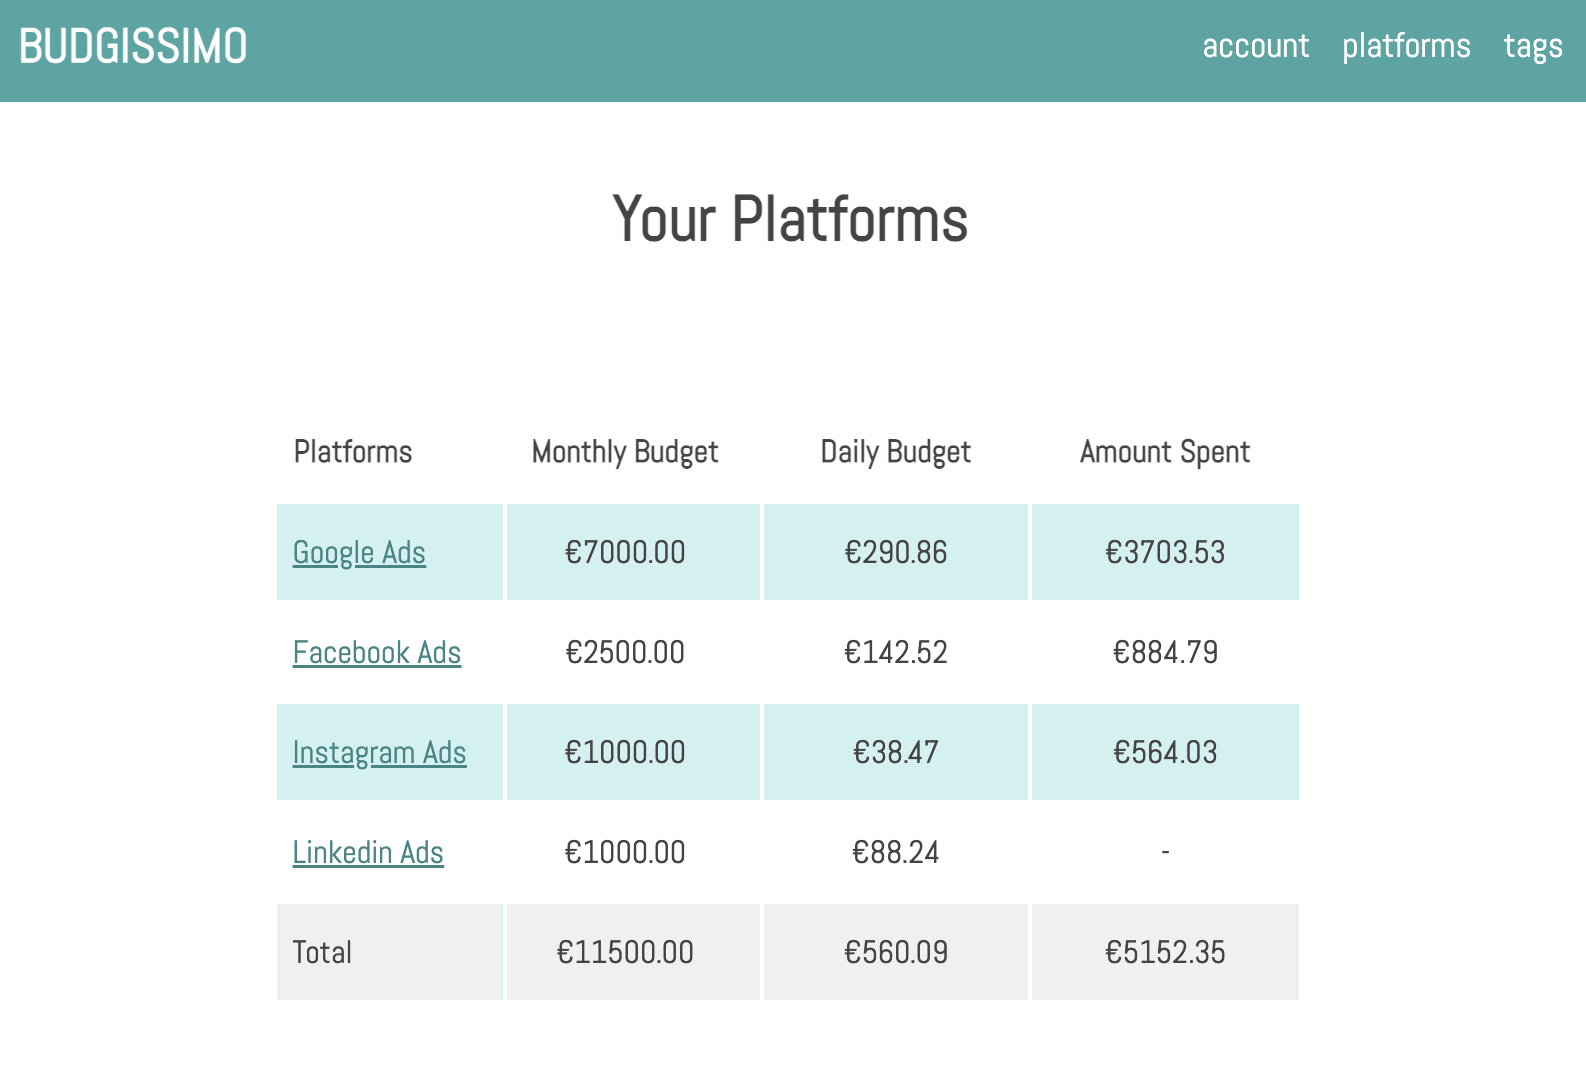 BUDGISSIMO account platforms tags
Your Platforms
Platforms Monthly Budget Daily Budget Amount Spent
Google Ads €7000.00 €290.86 €3703.53
Facebook Ads €2500.00 €142.52 €884.79
Instagram Ads €1000.00 €38.47 €564.03
Linkedin Ads €1000.00 €88.24 -
Total €11500.00 €560.09 €5152.35